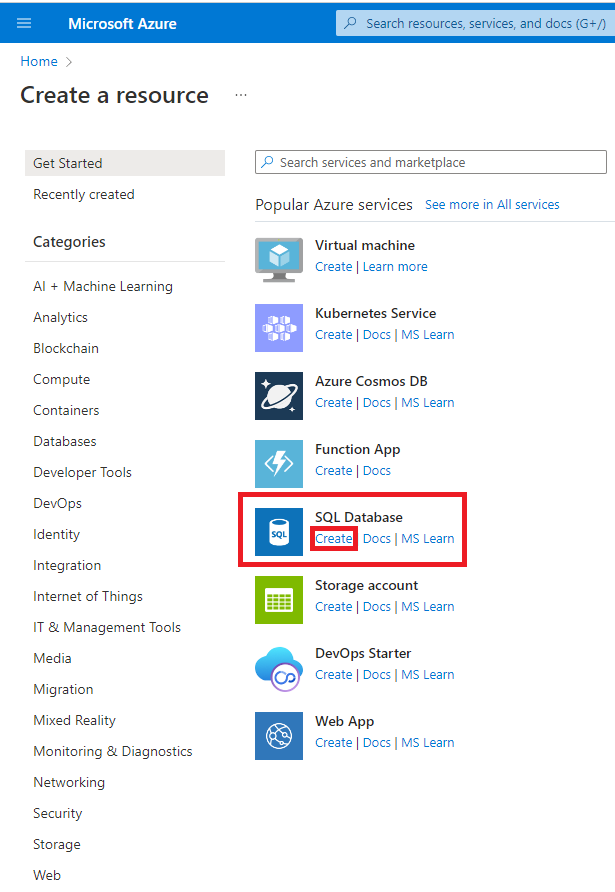 Microsoft Azure
Search resources, services, and docs (G+/)
Home
Create a resource
...
Get Started
Recently created
Categories
AI + Machine Learning
Analytics
Blockchain
Compute
Containers
Databases
Developer Tools
DevOps
Identity
Integration
Internet of Things
IT & Management Tools
Media
Migration
Mixed Reality
Monitoring & Diagnostics
Networking
Security
Storage
Web
Search services and marketplace
Popular Azure services See more in All services
Virtual machine
Create | Learn more
Kubernetes Service
Create | Docs | MS Learn
Azure Cosmos DB
Create | Docs | MS Learn
Function App
Create | Docs
SQL
SQL Database
Create | Docs | MS Learn
Storage account
Create | Docs | MS Learn
DevOps Starter
Create | Docs | MS Learn
Web App
Create | Docs | MS Learn